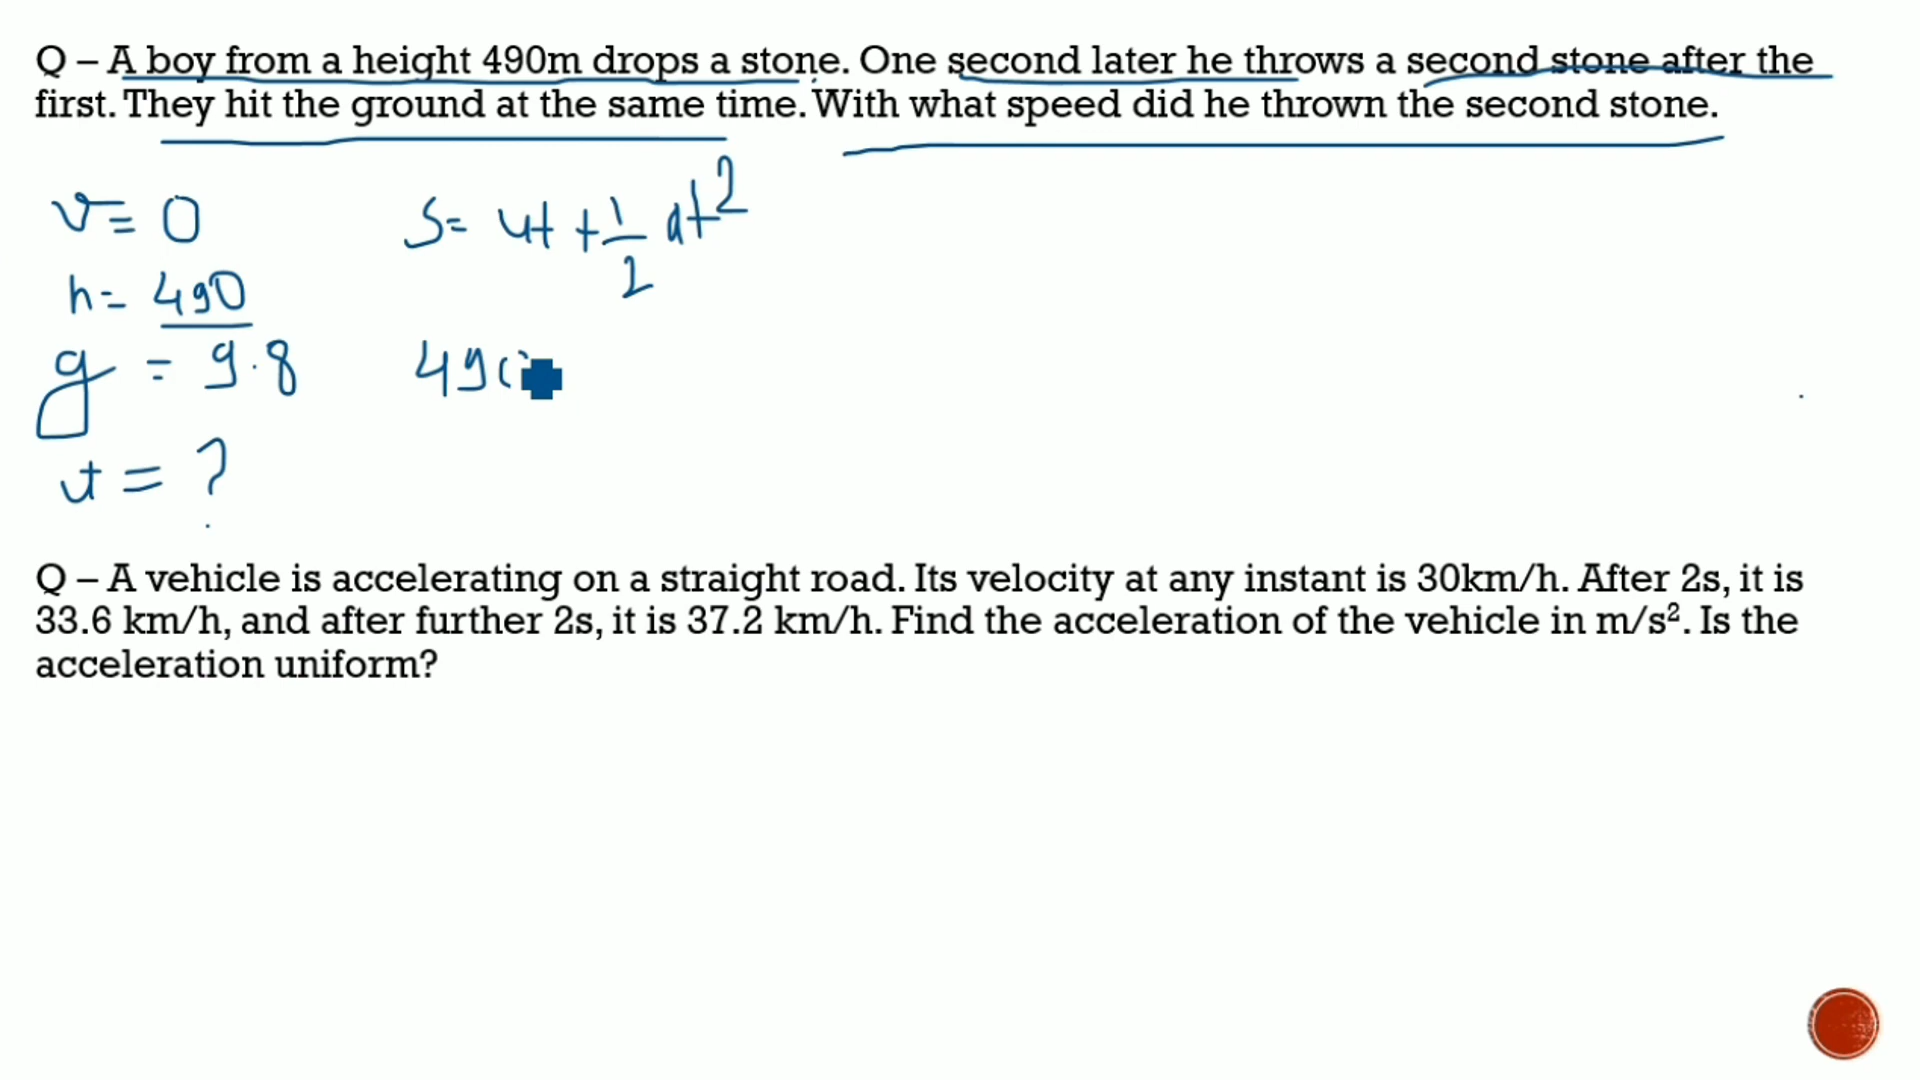 Q – A boy from a height 490m drops a stone. One second later he throws a second stone after the
first. They hit the ground at the same time. With what speed did he thrown the second stone.
v = 0
S = ut + 1/2 at²
h = 490
g = 9.8
490
u = ?
Q – A vehicle is accelerating on a straight road. Its velocity at any instant is 30km/h. After 2s, it is
33.6 km/h, and after further 2s, it is 37.2 km/h. Find the acceleration of the vehicle in m/s². Is the
acceleration uniform?